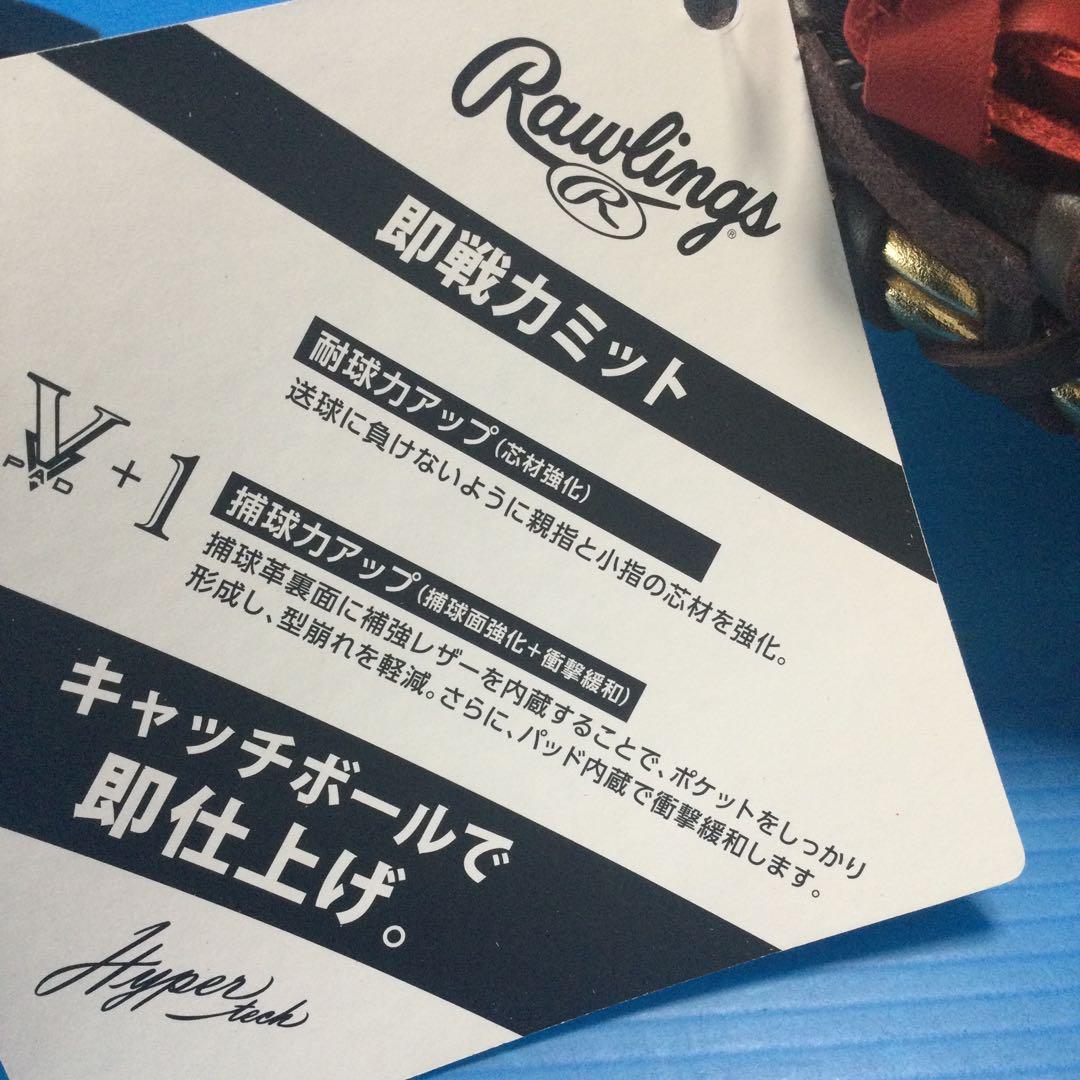 Rawlings
R
即戦力ミット
耐球力アップ(芯材強化)
送球に負けないように親指と小指の芯材を強化。
V
PAD
+1
捕球力アップ(捕球面強化+衝撃緩和)
捕球革裏面に補強レザーを内蔵することで、ポケットをしっかり
形成し、型崩れを軽減。さらに、パッド内蔵で衝撃緩和します。
キャッチボールで
即仕上げ。
Hyper
tech